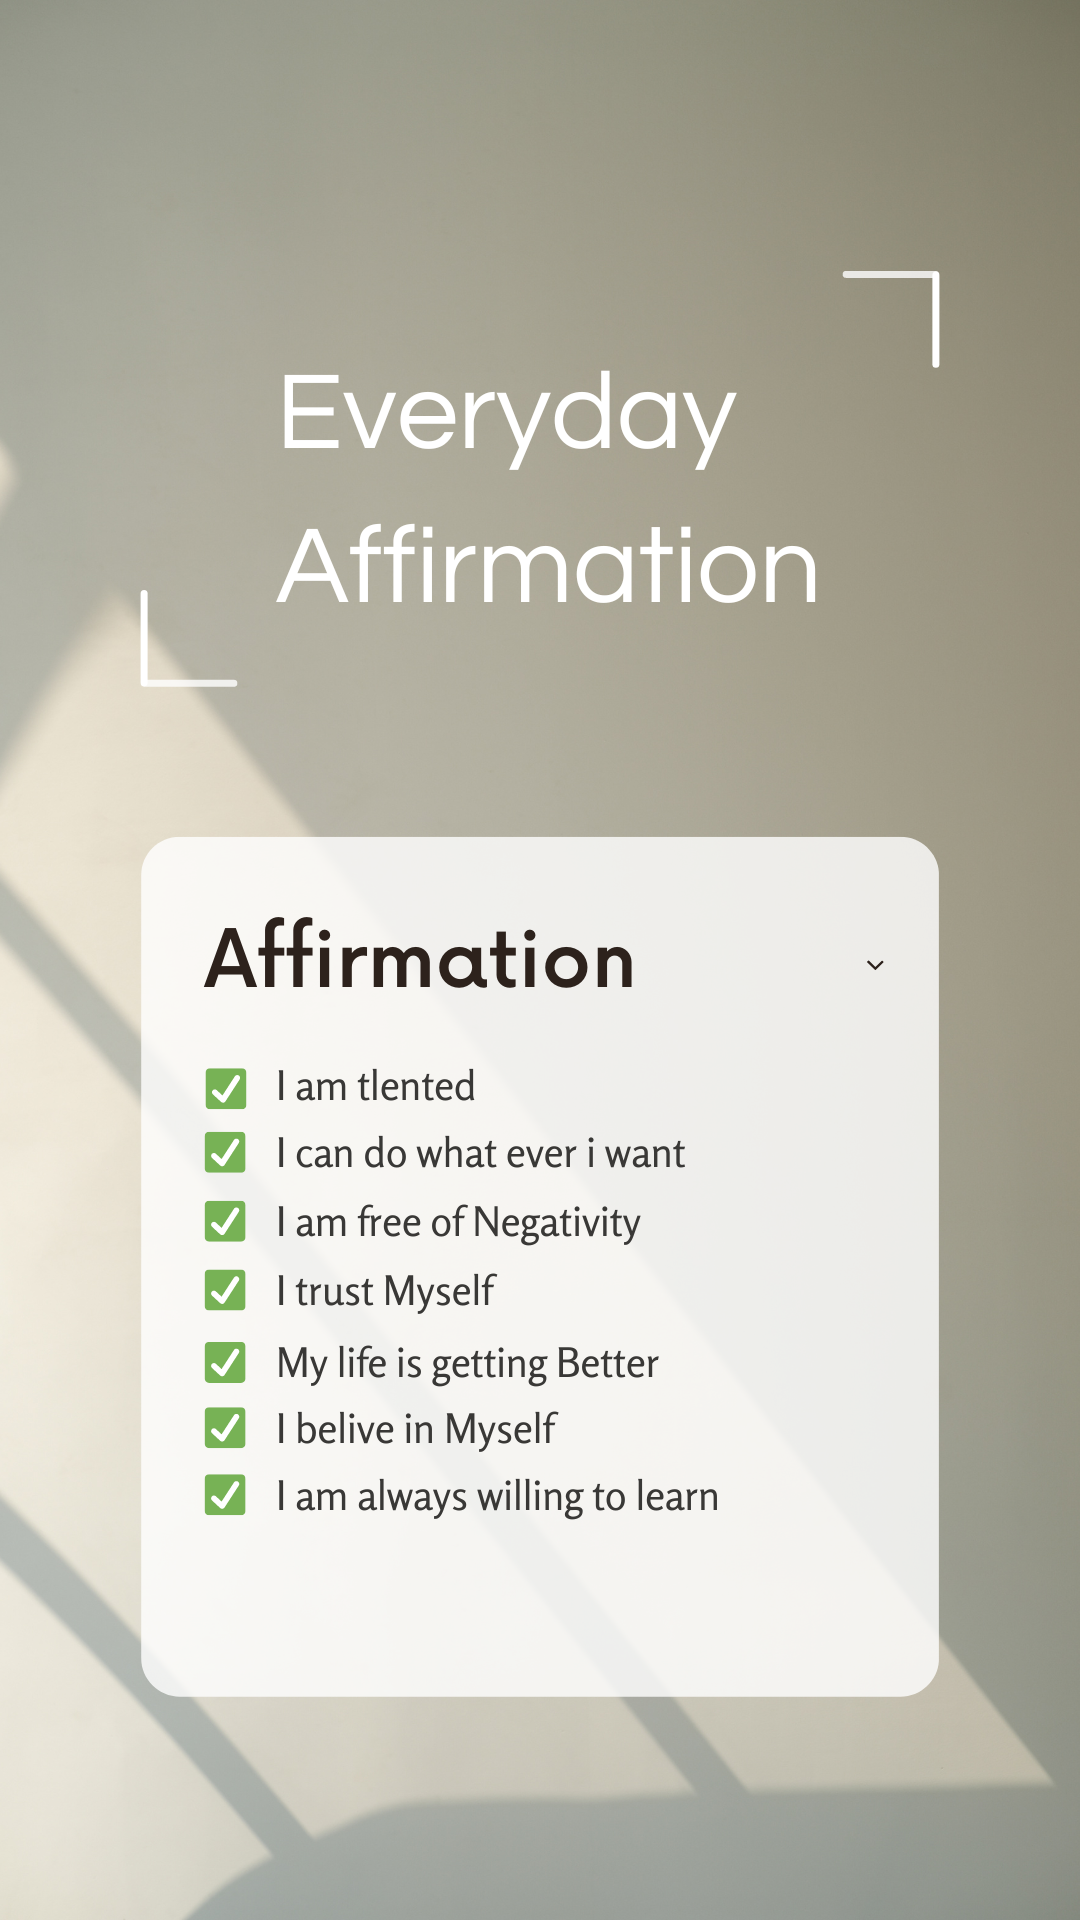 Everyday
Affirmation
Affirmation
I am tlented
I can do what ever i want
I am free of Negativity
I trust Myself
My life is getting Better
I belive in Myself
I am always willing to learn